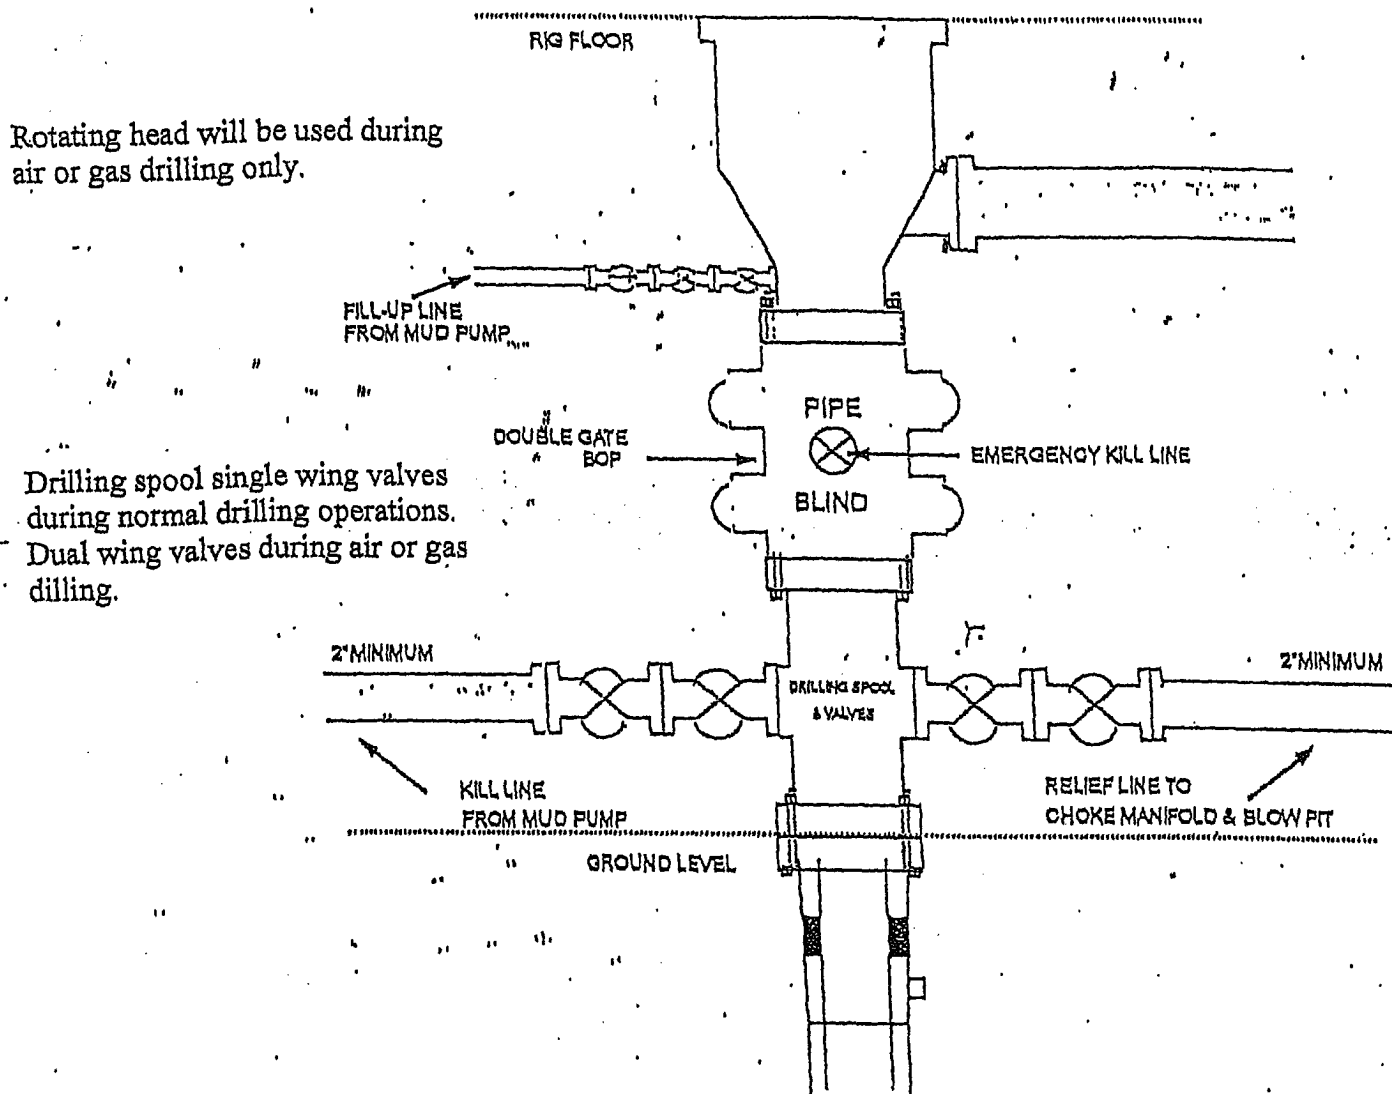 RIG FLOOR
Rotating head will be used during
air or gas drilling only.
FILL-UP LINE
FROM MUD PUMP
PIPE
DOUBLE GATE
BOP
EMERGENCY KILL LINE
BLIND
Drilling spool single wing valves
during normal drilling operations.
Dual wing valves during air or gas
dilling.
2" MINIMUM
2" MINIMUM
DRILLING SPOOL
& VALVES
KILL LINE
FROM MUD PUMP
RELIEF LINE TO
CHOKE MANIFOLD & BLOW PIT
GROUND LEVEL